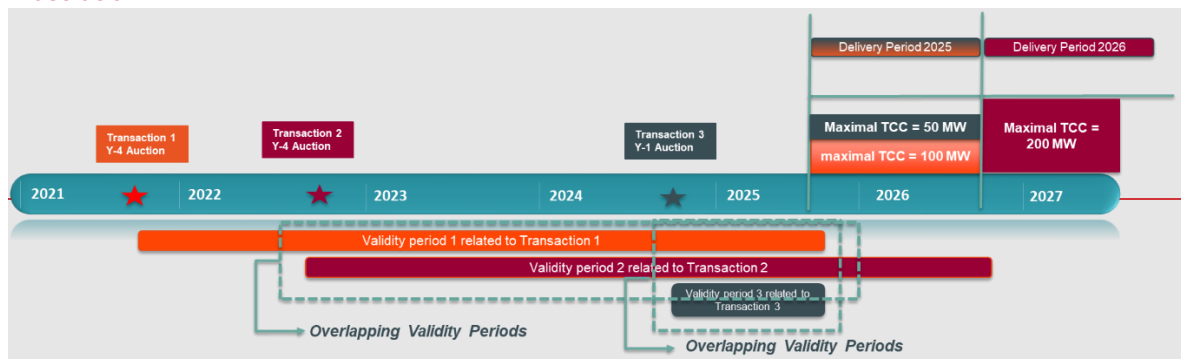 Delivery Period 2025
Delivery Period 2026
Transaction 1
Y-4 Auction
Transaction 2
Y-4 Auction
Transaction 3
Y-1 Auction
Maximal TCC = 50 MW
maximal TCC = 100 MW
Maximal TCC =
200 MW
2021
2022
2023
2024
2025
2026
2027
Validity period 1 related to Transaction 1
Validity period 2 related to Transaction 2
Validity period 3 related to
Transaction 3
Overlapping Validity Periods
Overlapping Validity Periods